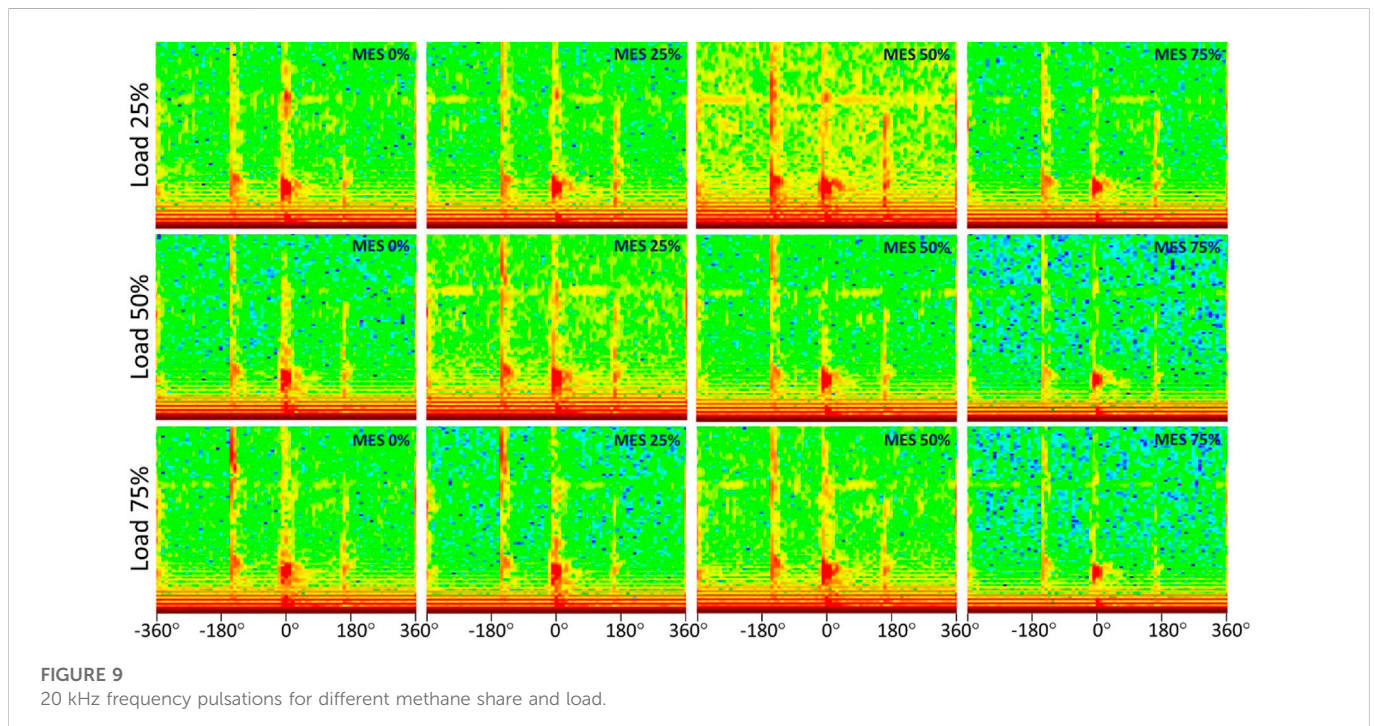 Load 25%
MES 0%
MES 25%
MES 50%
MES 75%
Load 50%
MES 0%
MES 25%
MES 50%
MES 75%
Load 75%
MES 0%
MES 25%
MES 50%
MES 75%
-360° -180° 0° 180° 360° -180° 0° 180° 360° -180° 0° 180° 360° -180° 0° 180° 360°
FIGURE 9
20 kHz frequency pulsations for different methane share and load.